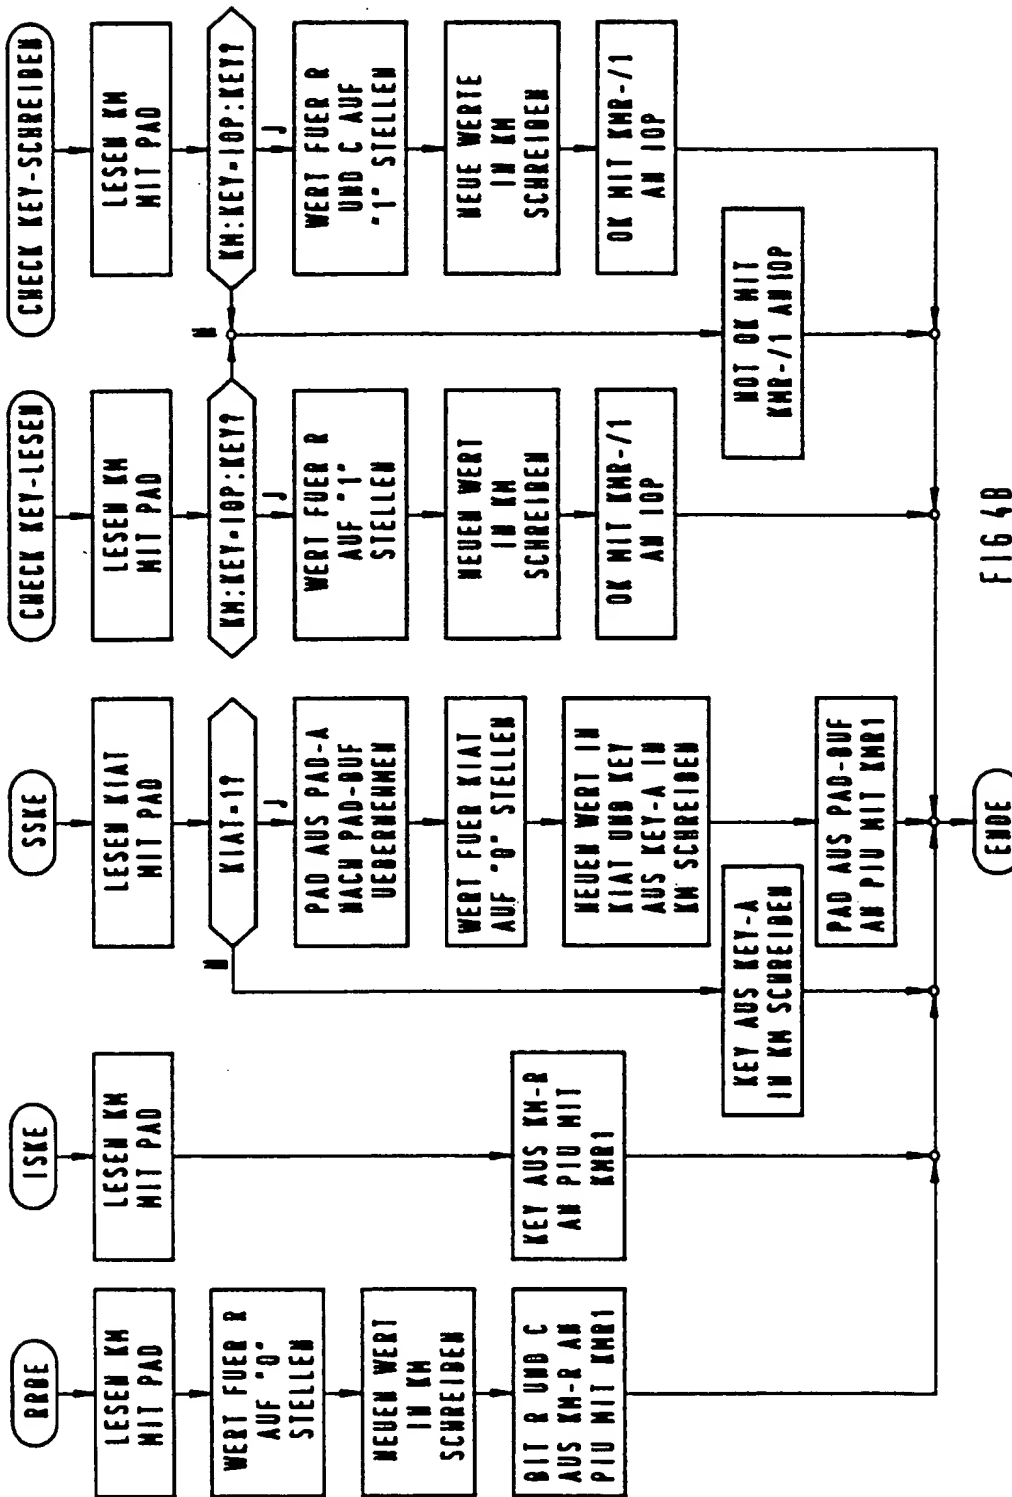 RRBE
LESEN KM
MIT PAD
WERT FUER R
AUF "0"
STELLEN
NEUEN WERT
IN KM
SCHREIBEN
BIT R UND C
AUS KM-R AN
PIU MIT KMR1
ISKE
LESEN KM
MIT PAD
KEY AUS KM-R
AN PIU MIT
KMR1
SSKE
LESEN KIAT
MIT PAD
KIAT=1?
N
J
PAD AUS PAD-A
NACH PAD-BUF
UEBERNEHMEN
WERT FUER KIAT
AUF "0" STELLEN
NEUEN WERT IN
KIAT UND KEY
AUS KEY-A IN
KM SCHREIBEN
KEY AUS KEY-A
IN KM SCHREIBEN
PAD AUS PAD-BUF
AN PIU MIT KMR1
ENDE
CHECK KEY-LESEN
LESEN KM
MIT PAD
KM:KEY=IOP:KEY?
N
J
WERT FUER R
AUF "1"
STELLEN
NEUEN WERT
IN KM
SCHREIBEN
OK MIT KMR-/1
AN IOP
NOT OK MIT
KMR-/1 AN IOP
CHECK KEY-SCHREIBEN
LESEN KM
MIT PAD
KM:KEY=IOP:KEY?
J
WERT FUER R
UND C AUF
"1" STELLEN
NEUE WERTE
IN KM
SCHREIBEN
OK MIT KMR-/1
AN IOP
FIG 4B